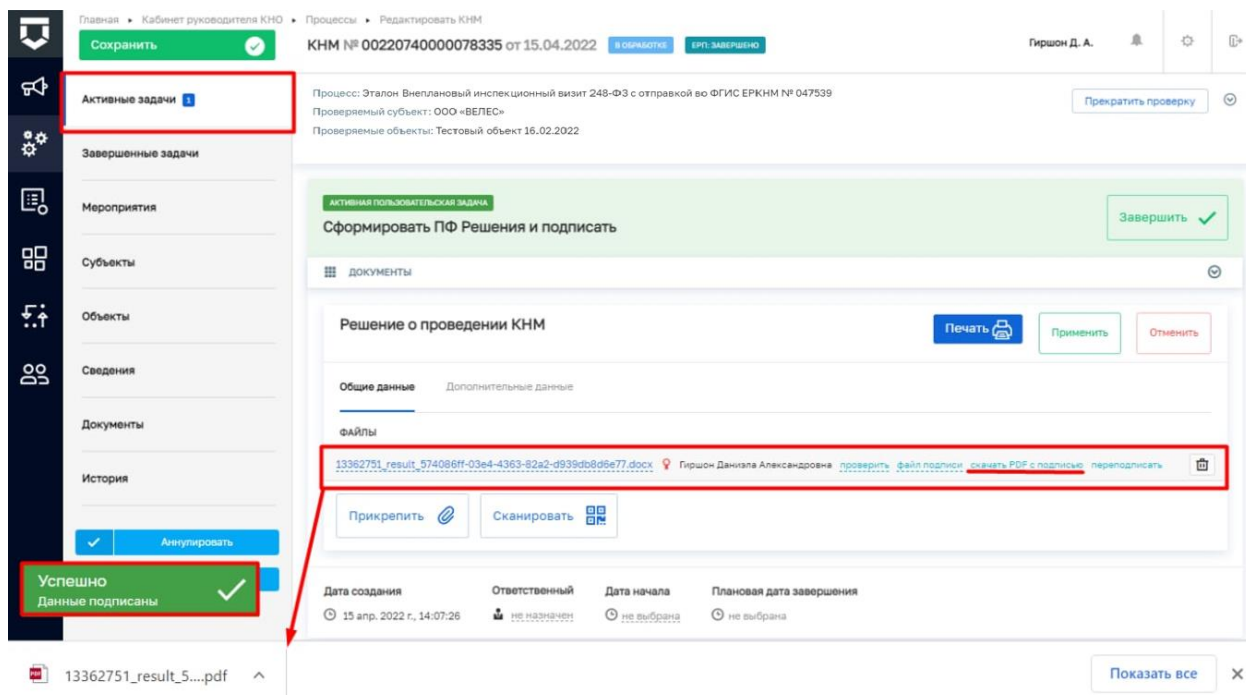 Главная ▸ Кабинет руководителя КНО ▸ Процессы ▸ Редактировать КНМ
Сохранить
КНМ № 00220740000078335 от 15.04.2022
В ОБРАБОТКЕ
ЕРП: ЗАВЕРШЕНО
Гиршон Д. А.
Активные задачи 1
Завершенные задачи
Мероприятия
Субъекты
Объекты
Сведения
Документы
История
Аннулировать
Успешно
Данные подписаны
Процесс: Эталон Внеплановый инспекционный визит 248-ФЗ с отправкой во ФГИС ЕРКНМ № 047539
Проверяемый субъект: ООО «ВЕЛЕС»
Проверяемые объекты: Тестовый объект 16.02.2022
Прекратить проверку
АКТИВНАЯ ПОЛЬЗОВАТЕЛЬСКАЯ ЗАДАЧА
Сформировать ПФ Решения и подписать
Завершить
ДОКУМЕНТЫ
Решение о проведении КНМ
Печать
Применить
Отменить
Общие данные
Дополнительные данные
ФАЙЛЫ
13362751_result_574086ff-03e4-4363-82a2-d939db8d6e77.docx Гиршон Даниэла Александровна проверить файл подписи скачать PDF с подписью переподписать
Прикрепить
Сканировать
Дата создания Ответственный Дата начала Плановая дата завершения
15 апр. 2022 г., 14:07:26 не назначен не выбрана не выбрана
PDF
13362751_result_5....pdf
Показать все